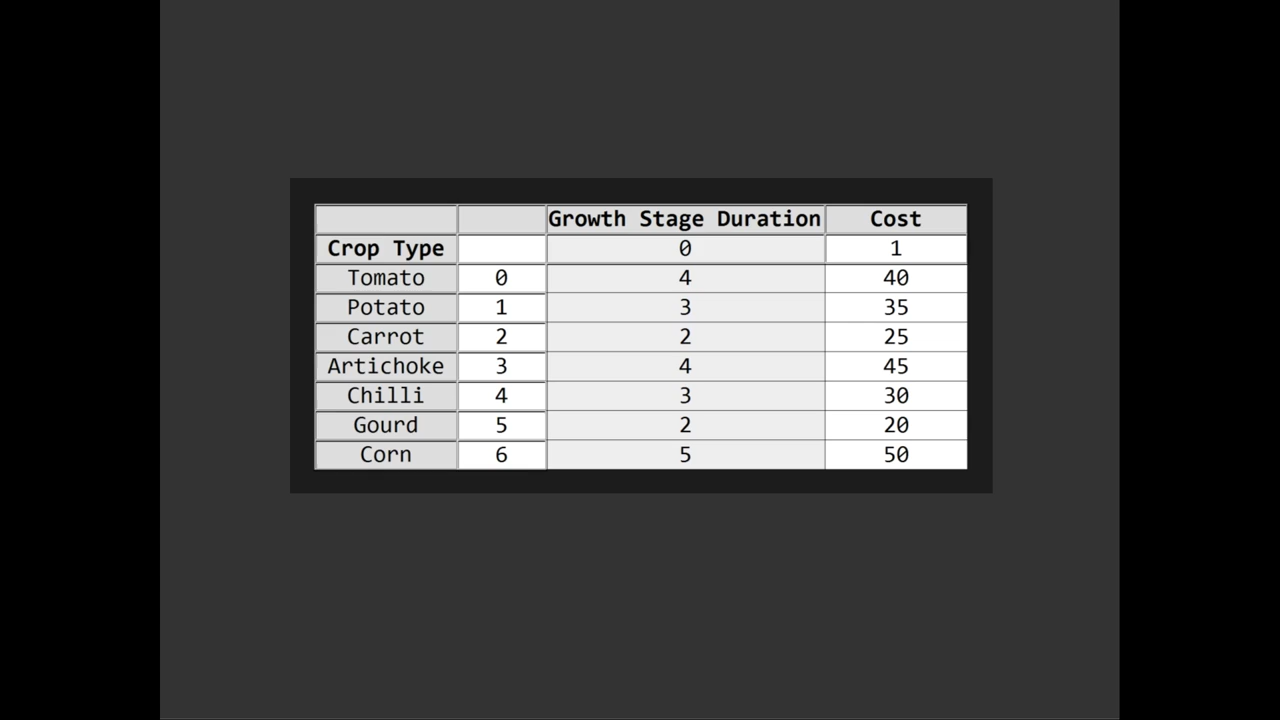 Growth Stage Duration Cost
Crop Type 0 1
Tomato 0 4 40
Potato 1 3 35
Carrot 2 2 25
Artichoke 3 4 45
Chilli 4 3 30
Gourd 5 2 20
Corn 6 5 50